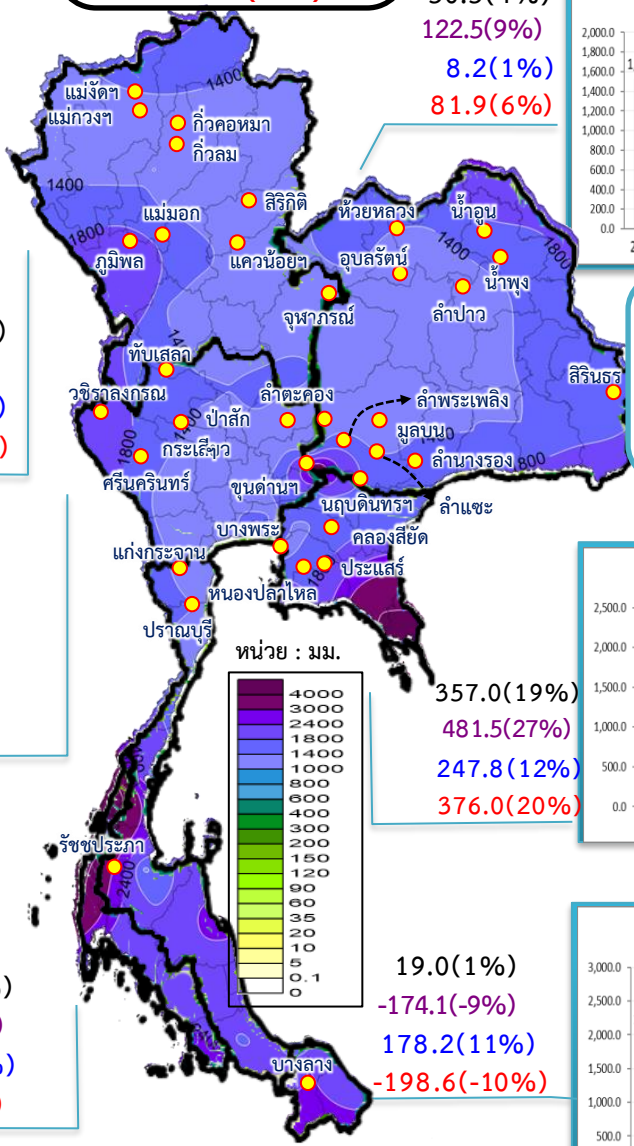 122.5(9%)
8.2(1%)
81.9(6%)
2,000.0
1,800.0
1,600.0
1,400.0
1,200.0
1,000.0
800.0
600.0
400.0
200.0
0.0
1400
แม่งัดฯ
แม่กวงฯ
กิ่วคอหมา
กิ่วลม
1400
สิริกิติ์
แม่มอก
1800
ภูมิพล
แควน้อยฯ
ห้วยหลวง
น้ำอูน
1400
1800
อุบลรัตน์
น้ำพุง
จุฬาภรณ์
ลำปาว
ทับเสลา
สิรินธร
วชิราลงกรณ
ป่าสัก
ลำตะคอง
ลำพระเพลิง
1800
1400
กระเสียว
มูลบน
1400
ลำนางรอง
1800
ศรีนครินทร์
ขุนด่านฯ
ลำแซะ
นฤบดินทรฯ
บางพระ
คลองสียัด
แก่งกระจาน
ประแสร์
หนองปลาไหล
ปราณบุรี
หน่วย : มม.
4000
3000
2400
1800
1400
1000
800
600
400
300
200
150
120
90
60
35
20
10
5
0.1
0
357.0(19%)
481.5(27%)
247.8(12%)
376.0(20%)
2,500.0
2,000.0
1,500.0
1,000.0
500.0
0.0
รัชชประภา
2400
19.0(1%)
-174.1(-9%)
178.2(11%)
-198.6(-10%)
บางลาง
3,000.0
2,500.0
2,000.0
1,500.0
1,000.0
500.0